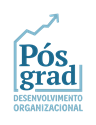 Pós
grad
DESENVOLVIMENTO
ORGANIZACIONAL